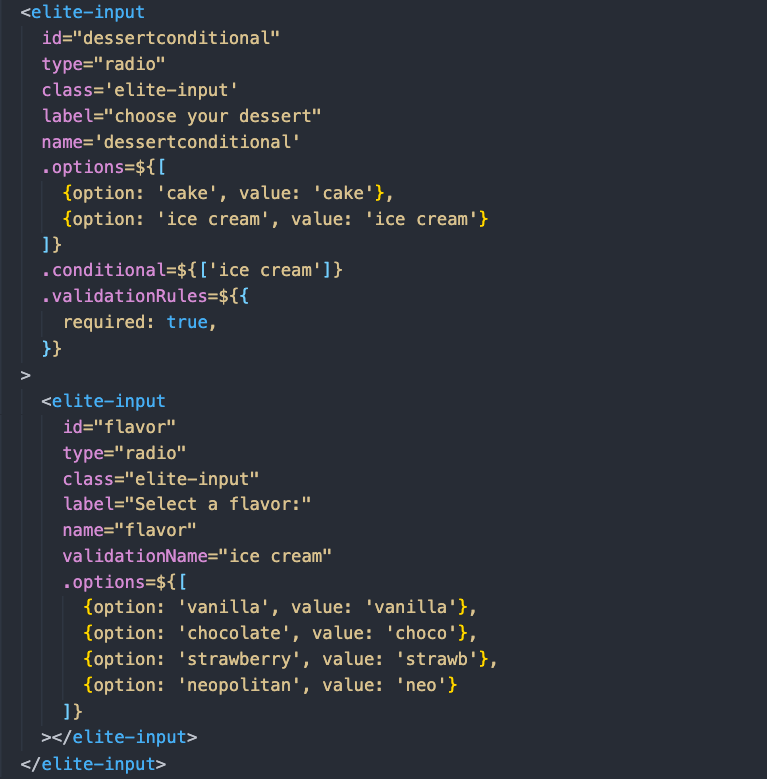 <elite-input
  id="dessertconditional"
  type="radio"
  class='elite-input'
  label="choose your dessert"
  name='dessertconditional'
  .options=${[
    {option: 'cake', value: 'cake'},
    {option: 'ice cream', value: 'ice cream'}
  ]}
  .conditional=${['ice cream']}
  .validationRules=${{
    required: true,
  }}
>
  <elite-input
    id="flavor"
    type="radio"
    class="elite-input"
    label="Select a flavor:"
    name="flavor"
    validationName="ice cream"
    .options=${[
      {option: 'vanilla', value: 'vanilla'},
      {option: 'chocolate', value: 'choco'},
      {option: 'strawberry', value: 'strawb'},
      {option: 'neopolitan', value: 'neo'}
    ]}
  ></elite-input>
</elite-input>